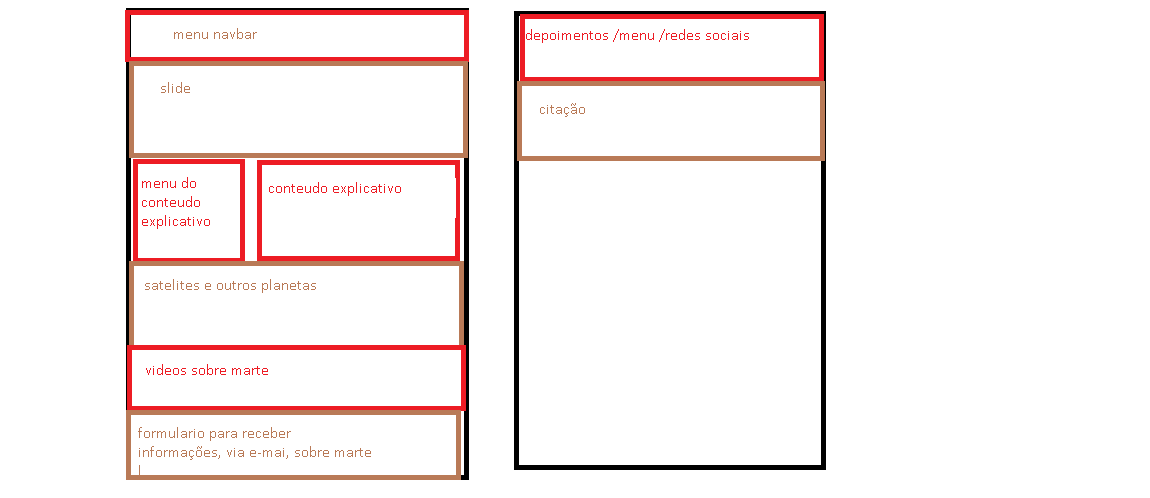 menu navbar
slide
menu do
conteudo
explicativo
conteudo explicativo
satelites e outros planetas
videos sobre marte
formulario para receber
informações, via e-mai, sobre marte
depoimentos /menu /redes sociais
citação